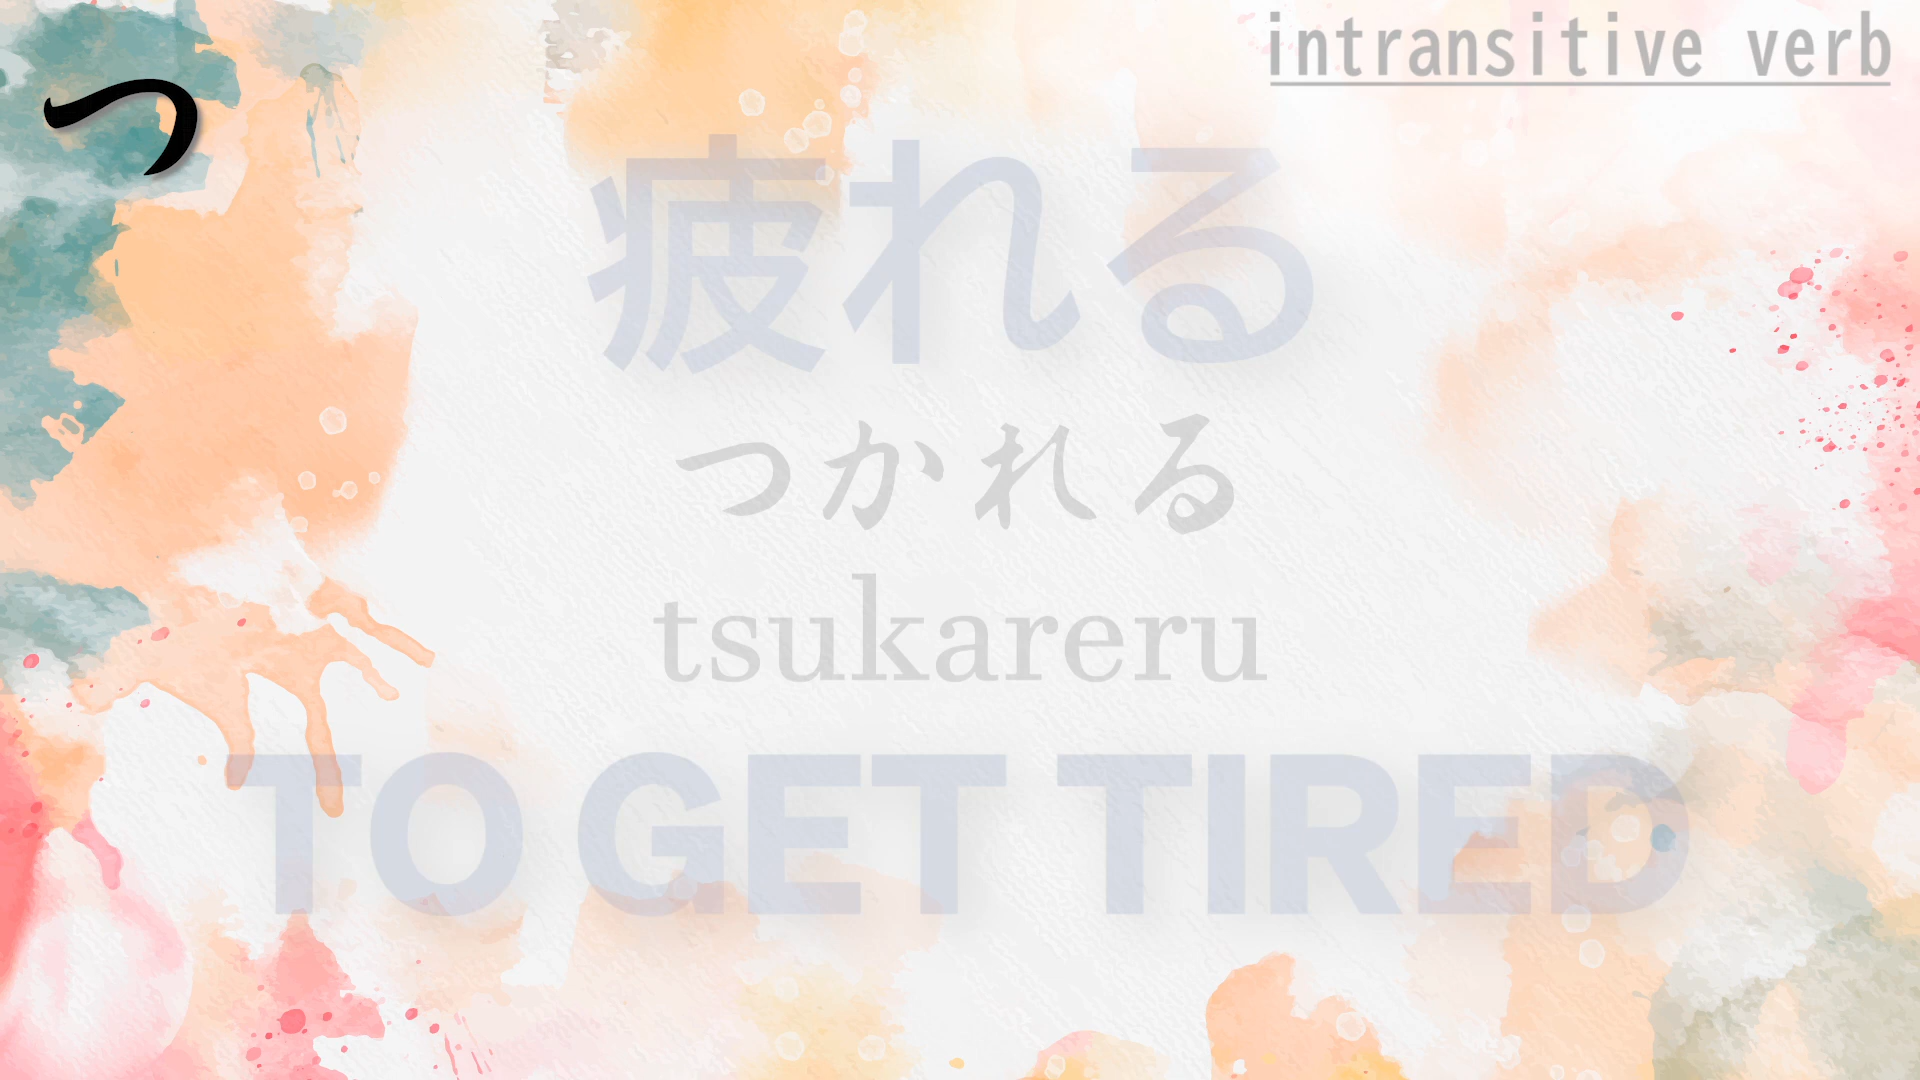 つ
intransitive verb
疲れる
つかれる
tsukareru
TO GET TIRED